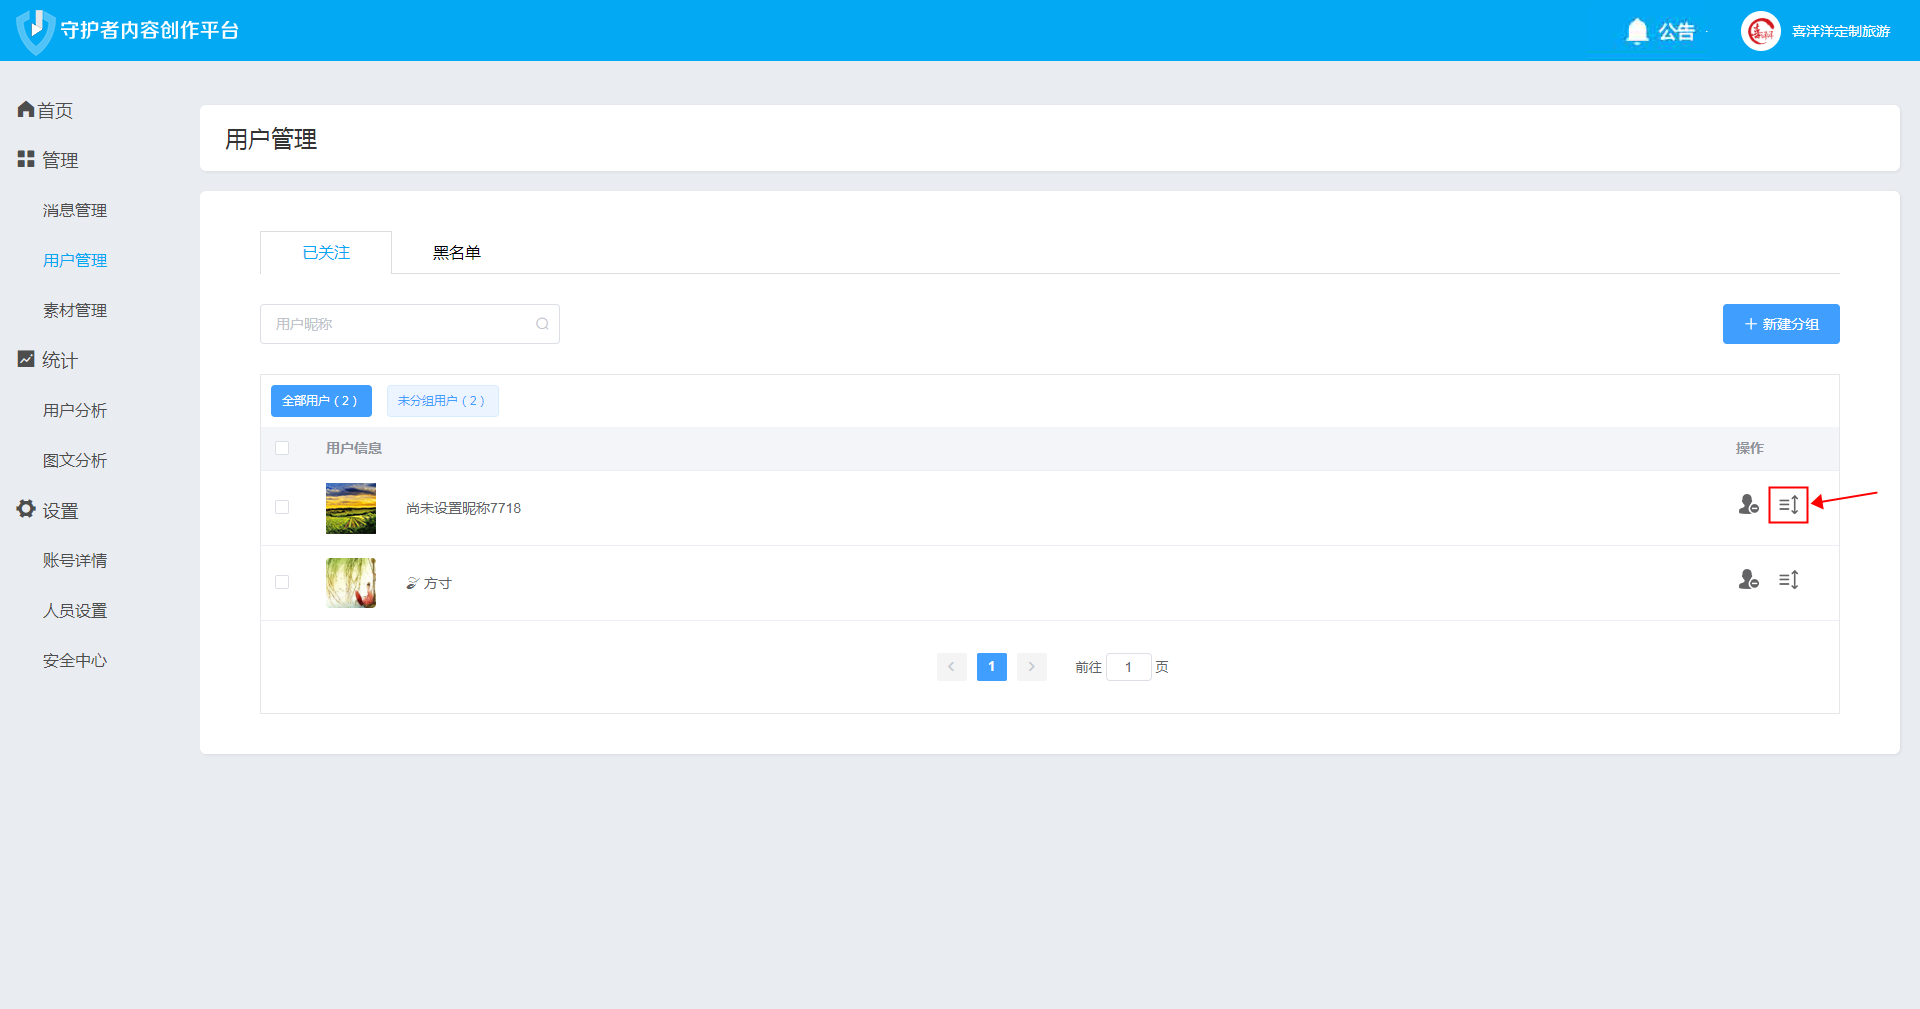 守护者内容创作平台
公告
喜洋洋定制旅游
首页
管理
消息管理
用户管理
素材管理
统计
用户分析
图文分析
设置
账号详情
人员设置
安全中心
用户管理
已关注 黑名单
用户昵称
新建分组
全部用户（2） 未分组用户（2）
用户信息 操作
尚未设置昵称7718
方寸
1 前往 1 页